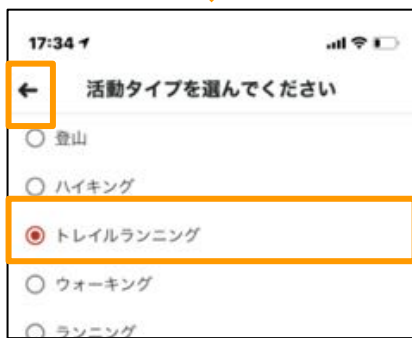 17:34
活動タイプを選んでください
登山
ハイキング
トレイルランニング
ウォーキング
ランニング